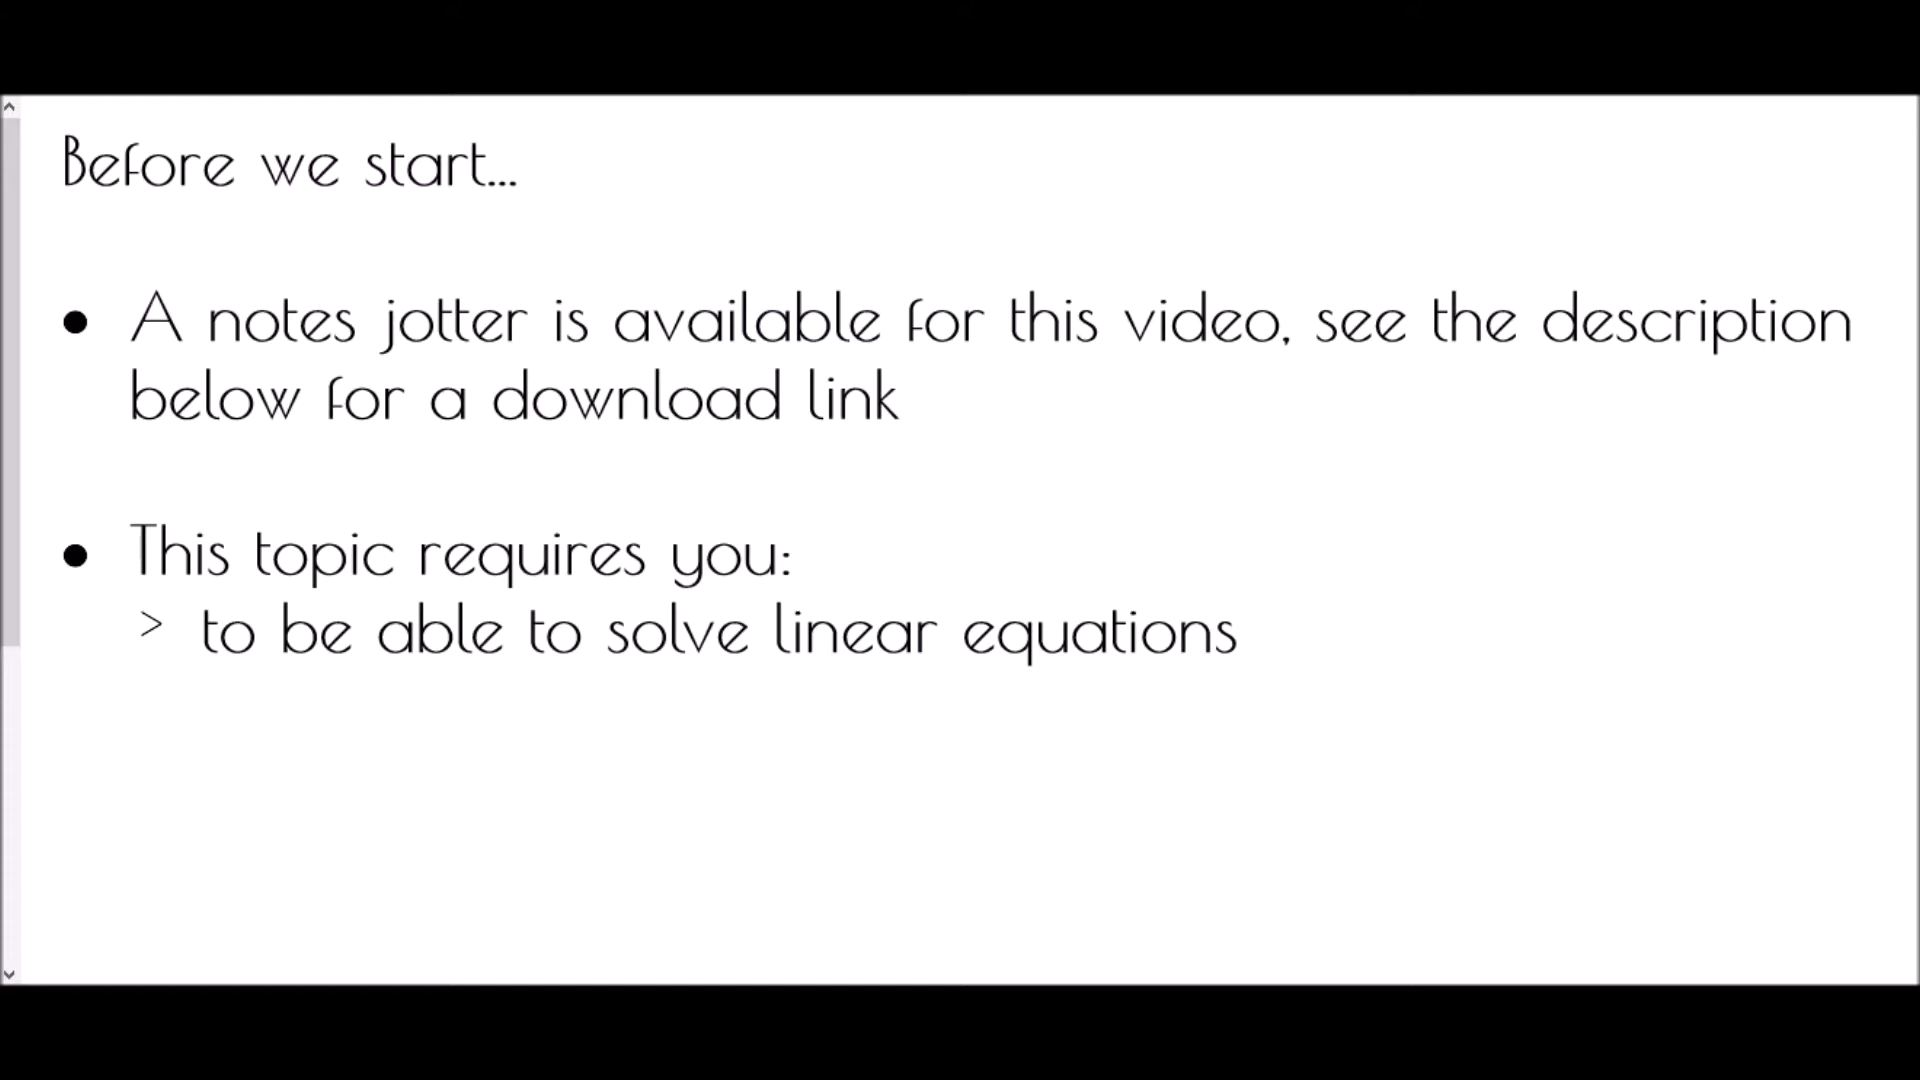 Before we start...
• A notes jotter is available for this video, see the description
below for a download link
• This topic requires you:
> to be able to solve linear equations